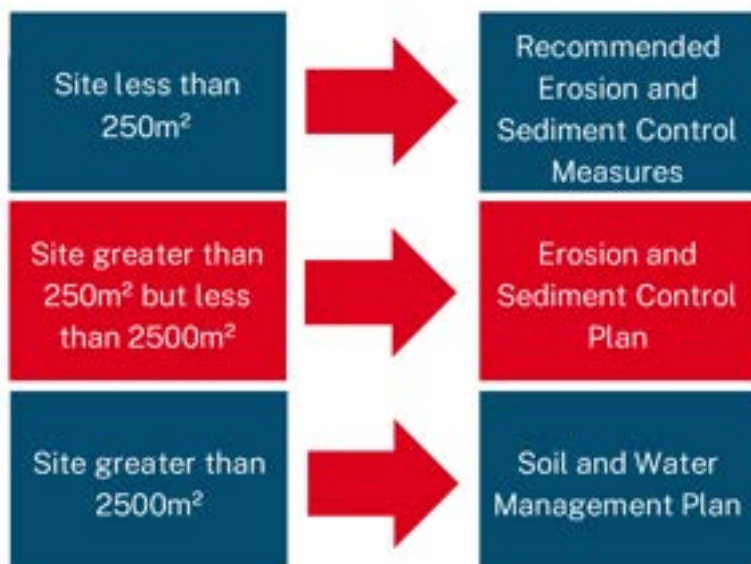 Site less than
250m²
Recommended
Erosion and
Sediment Control
Measures
Site greater than
250m² but less
than 2500m²
Erosion and
Sediment Control
Plan
Site greater than
2500m²
Soil and Water
Management Plan